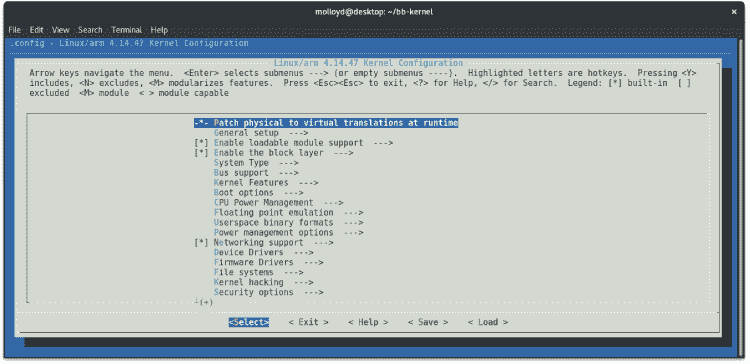 molloyd@desktop: ~/bb-kernel
File Edit View Search Terminal Help
.config - Linux/arm 4.14.47 Kernel Configuration
Linux/arm 4.14.47 Kernel Configuration
Arrow keys navigate the menu. <Enter> selects submenus ---> (or empty submenus ----). Highlighted letters are hotkeys. Pressing <Y>
includes, <N> excludes, <M> modularizes features. Press <Esc><Esc> to exit, <?> for Help, </> for Search. Legend: [*] built-in [ ]
excluded <M> module < > module capable
-*- Patch physical to virtual translations at runtime
General setup --->
[*] Enable loadable module support --->
[*] Enable the block layer --->
System Type --->
Bus support --->
Kernel Features --->
Boot options --->
CPU Power Management --->
Floating point emulation --->
Userspace binary formats --->
Power management options --->
[*] Networking support --->
Device Drivers --->
Firmware Drivers --->
File systems --->
Kernel hacking --->
Security options --->
(+)
<Select> < Exit > < Help > < Save > < Load >